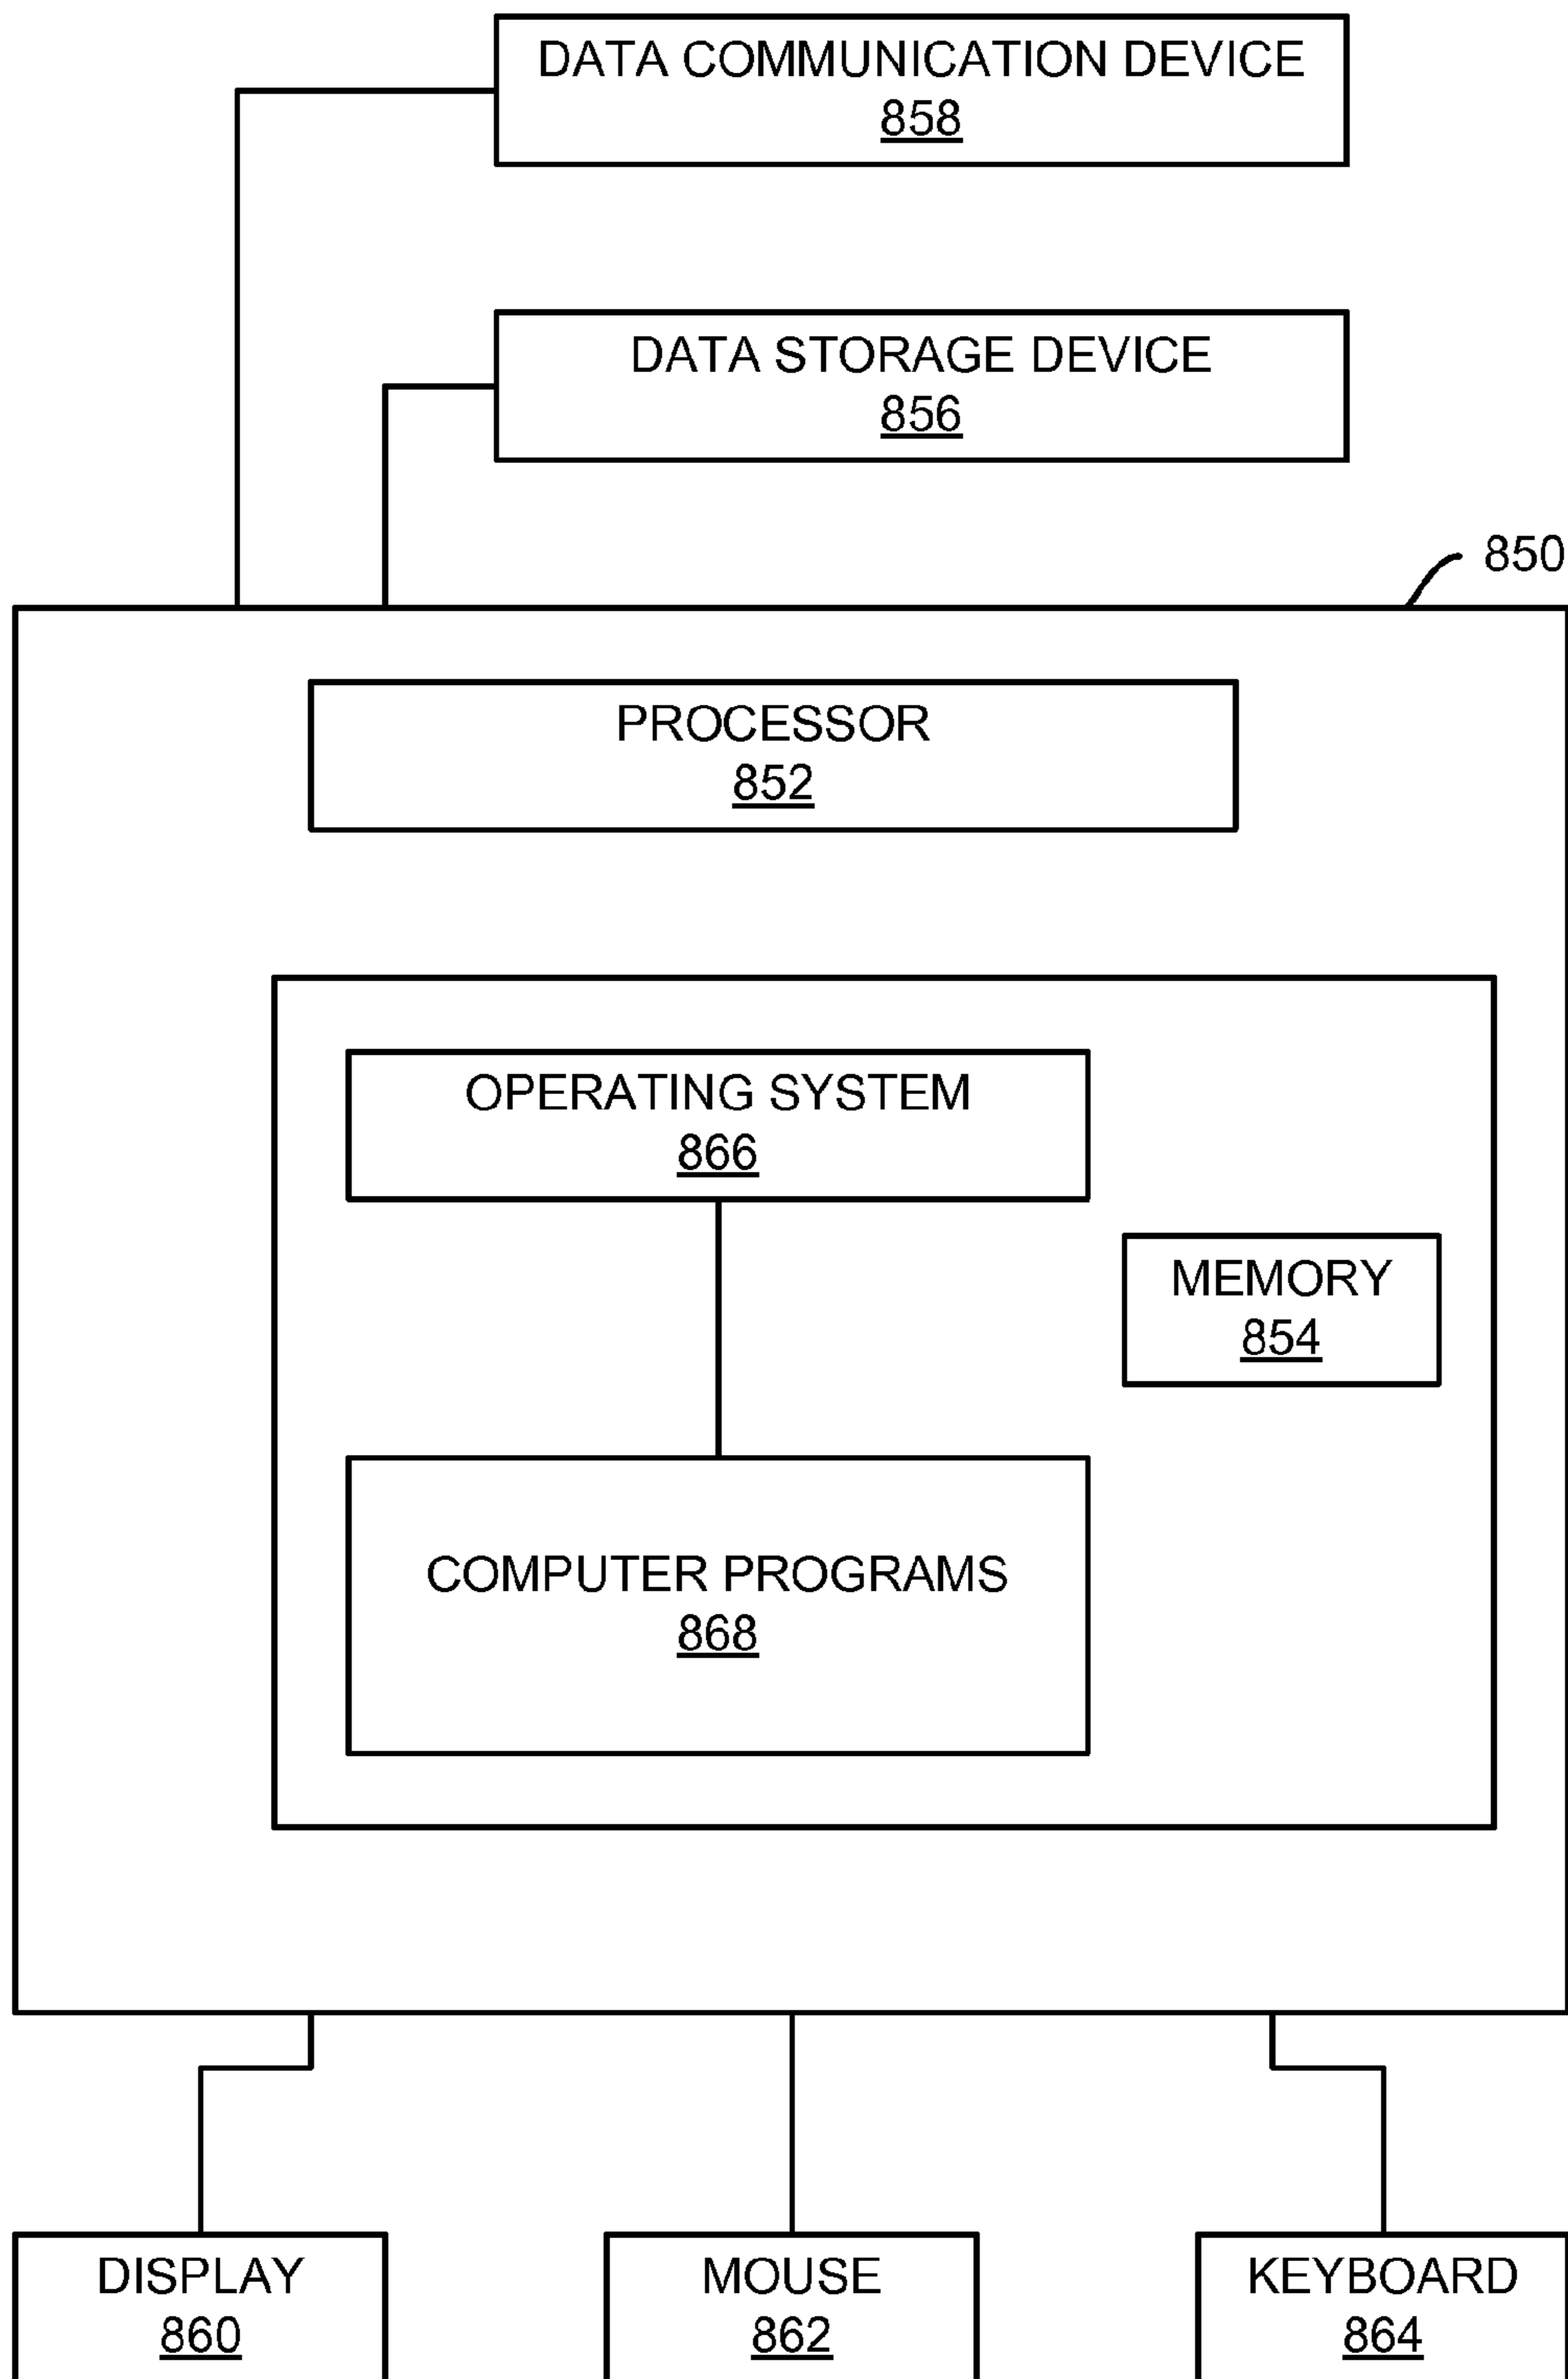 DATA COMMUNICATION DEVICE
858
DATA STORAGE DEVICE
856
850
PROCESSOR
852
OPERATING SYSTEM
866
MEMORY
854
COMPUTER PROGRAMS
868
DISPLAY
860
MOUSE
862
KEYBOARD
864